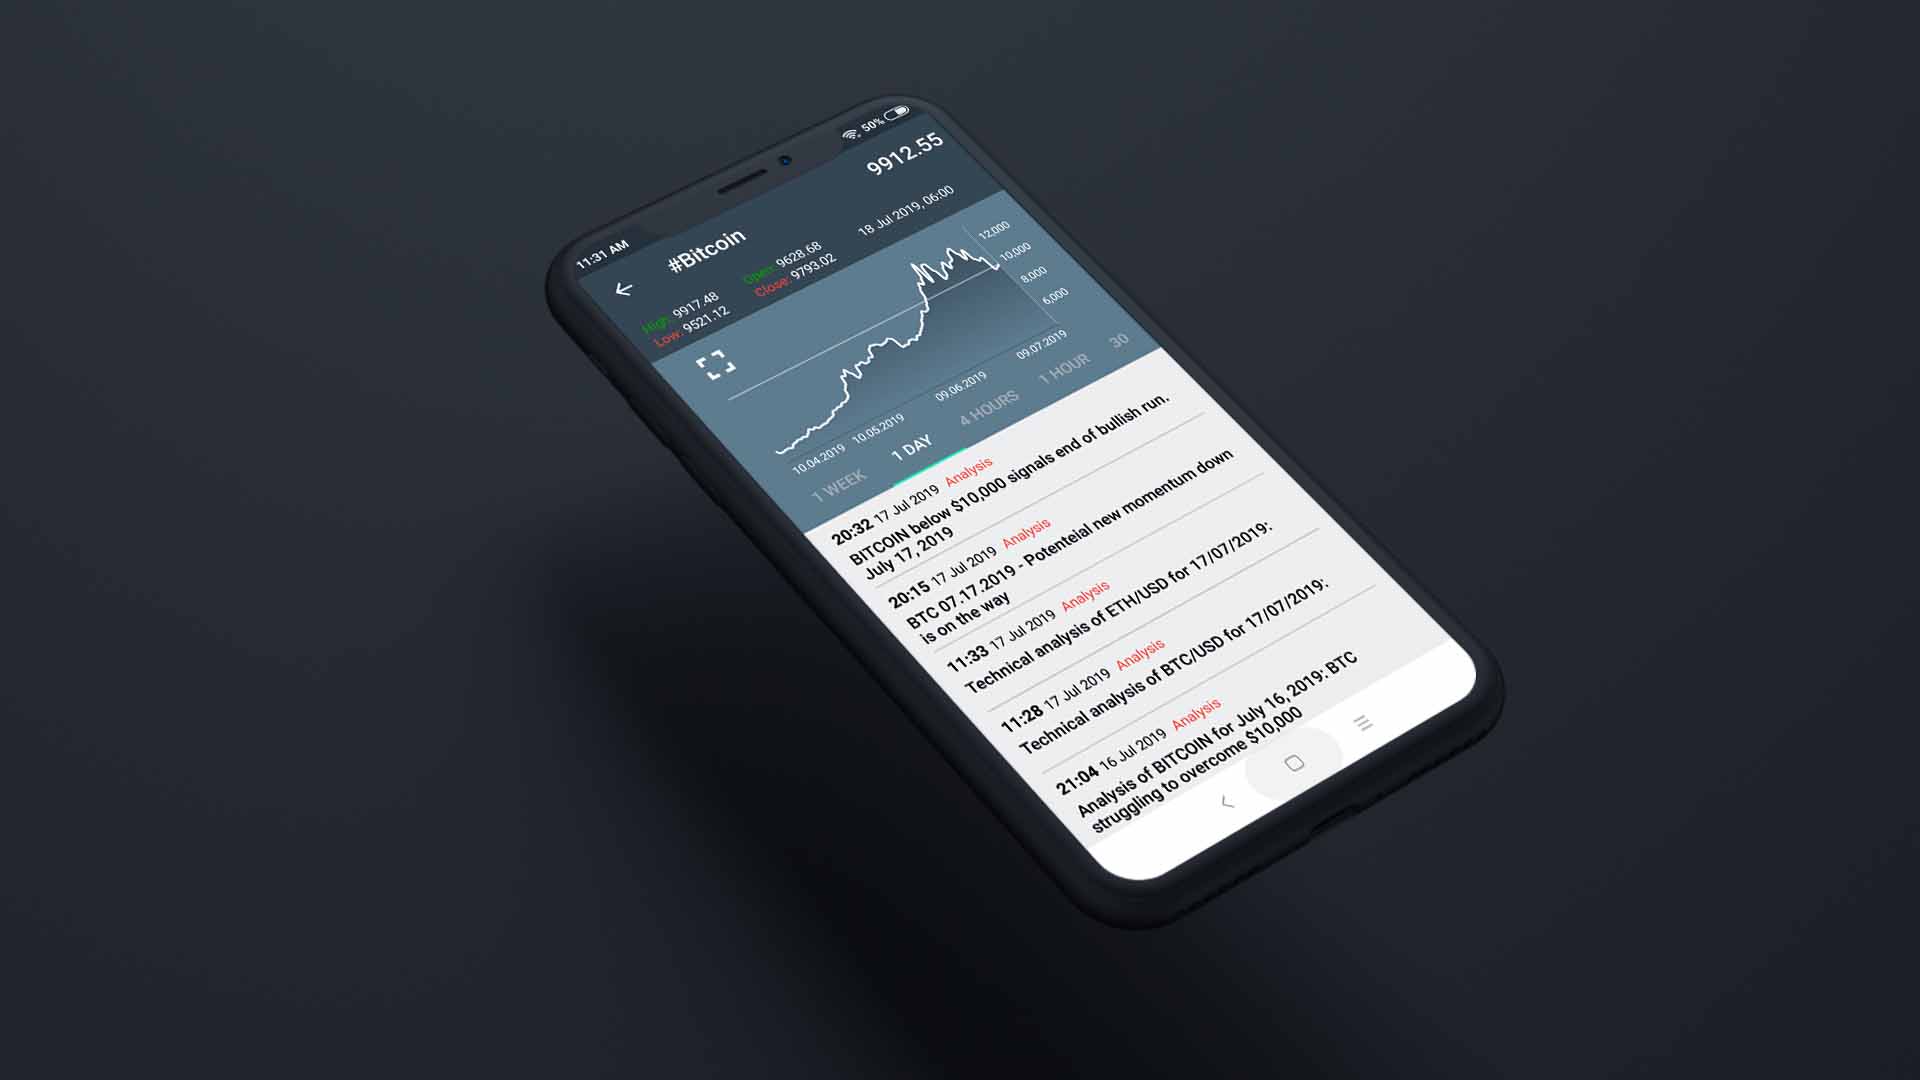 11:31 AM
50%
#Bitcoin
9912.55
High: 9917.48
Open: 9628.68
18 Jul 2019, 06:00
Low: 9521.12
Close: 9793.02
12,000
10,000
8,000
6,000
10.04.2019
10.05.2019
09.06.2019
09.07.2019
1 WEEK
1 DAY
4 HOURS
1 HOUR
30
20:32 17 Jul 2019 Analysis
BITCOIN below $10,000 signals end of bullish run.
July 17, 2019
20:15 17 Jul 2019 Analysis
BTC 07.17.2019 - Potenteial new momentum down
is on the way
11:33 17 Jul 2019 Analysis
Technical analysis of ETH/USD for 17/07/2019:
11:28 17 Jul 2019 Analysis
Technical analysis of BTC/USD for 17/07/2019:
21:04 16 Jul 2019 Analysis
Analysis of BITCOIN for July 16, 2019: BTC
struggling to overcome $10,000